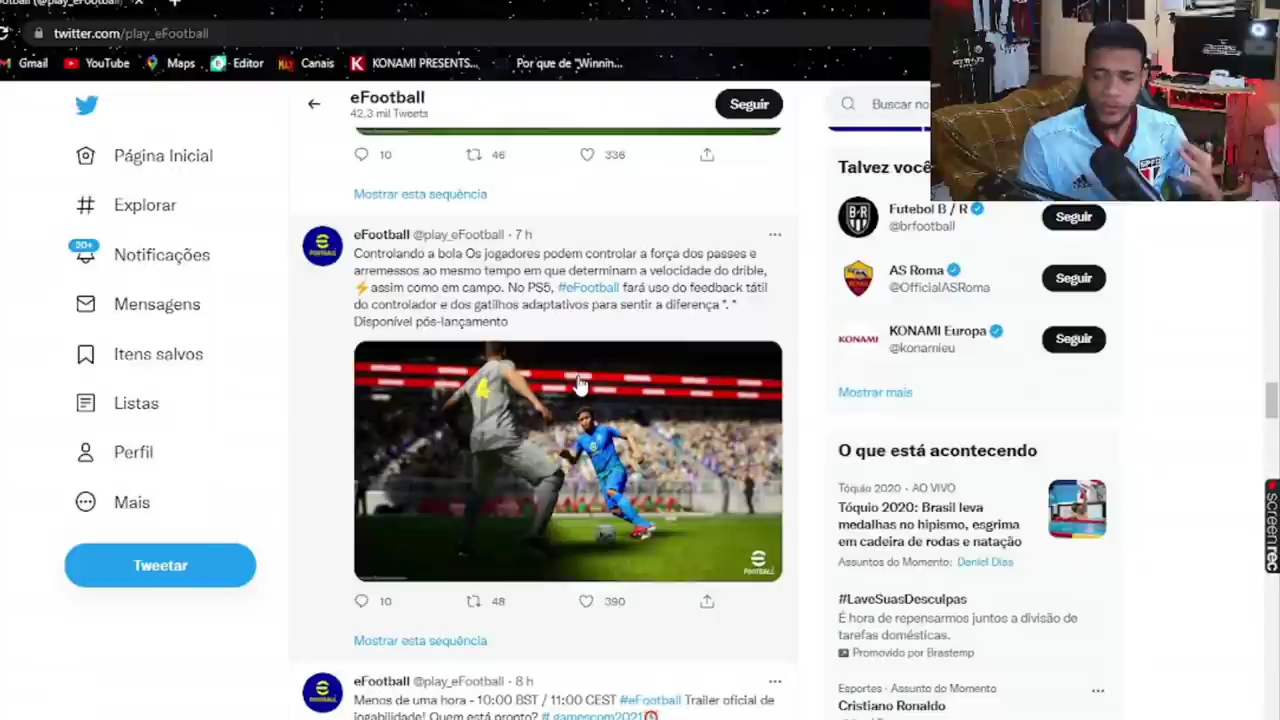 twitter.com/play_eFootball
Gmail
YouTube
Maps
Editor
Canais
KONAMI PRESENTS...
Por que de "Winnin...
eFootball
42,3 mil Tweets
Seguir
Buscar no
Página Inicial
Explorar
20+
Notificações
Mensagens
Itens salvos
Listas
Perfil
Mais
Tweetar
10
46
336
Mostrar esta sequência
eFootball @play_eFootball · 7 h
Controlando a bola Os jogadores podem controlar a força dos passes e
arremessos ao mesmo tempo em que determinam a velocidade do drible,
⚡assim como em campo. No PS5, #eFootball fará uso do feedback tátil
do controlador e dos gatilhos adaptativos para sentir a diferença ". "
Disponível pós-lançamento
4
FOOTBALL
10
48
390
Mostrar esta sequência
eFootball @play_eFootball · 8 h
Menos de uma hora - 10:00 BST / 11:00 CEST #eFootball Trailer oficial de
jogabilidade! Quem está pronto? #gamescom2021
Talvez você
B R
Futebol B / R
@brfootball
Seguir
AS Roma
@OfficialASRoma
Seguir
KONAMI
KONAMI Europa
@konamieu
Seguir
Mostrar mais
O que está acontecendo
Tóquio 2020 · AO VIVO
Tóquio 2020: Brasil leva
medalhas no hipismo, esgrima
em cadeira de rodas e natação
Assuntos do Momento: Daniel Dias
#LaveSuasDesculpas
É hora de repensarmos juntos a divisão de
tarefas domésticas.
Promovido por Brastemp
Esportes · Assunto do Momento
Cristiano Ronaldo
SPFC
screenrec